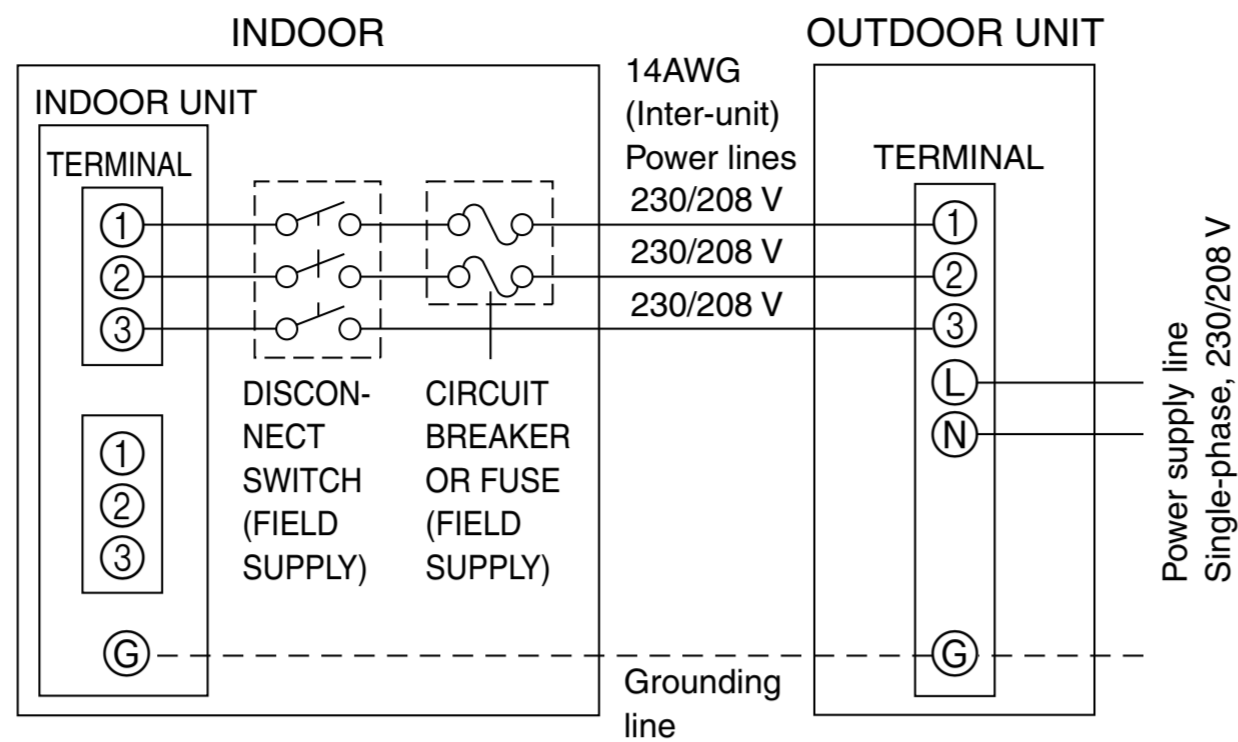 INDOOR
INDOOR UNIT
TERMINAL
1
2
3
1
2
3
G
DISCON-
NECT
SWITCH
(FIELD
SUPPLY)
CIRCUIT
BREAKER
OR FUSE
(FIELD
SUPPLY)
14AWG
(Inter-unit)
Power lines
230/208 V
230/208 V
230/208 V
Grounding
line
OUTDOOR UNIT
TERMINAL
1
2
3
L
N
G
Power supply line
Single-phase, 230/208 V